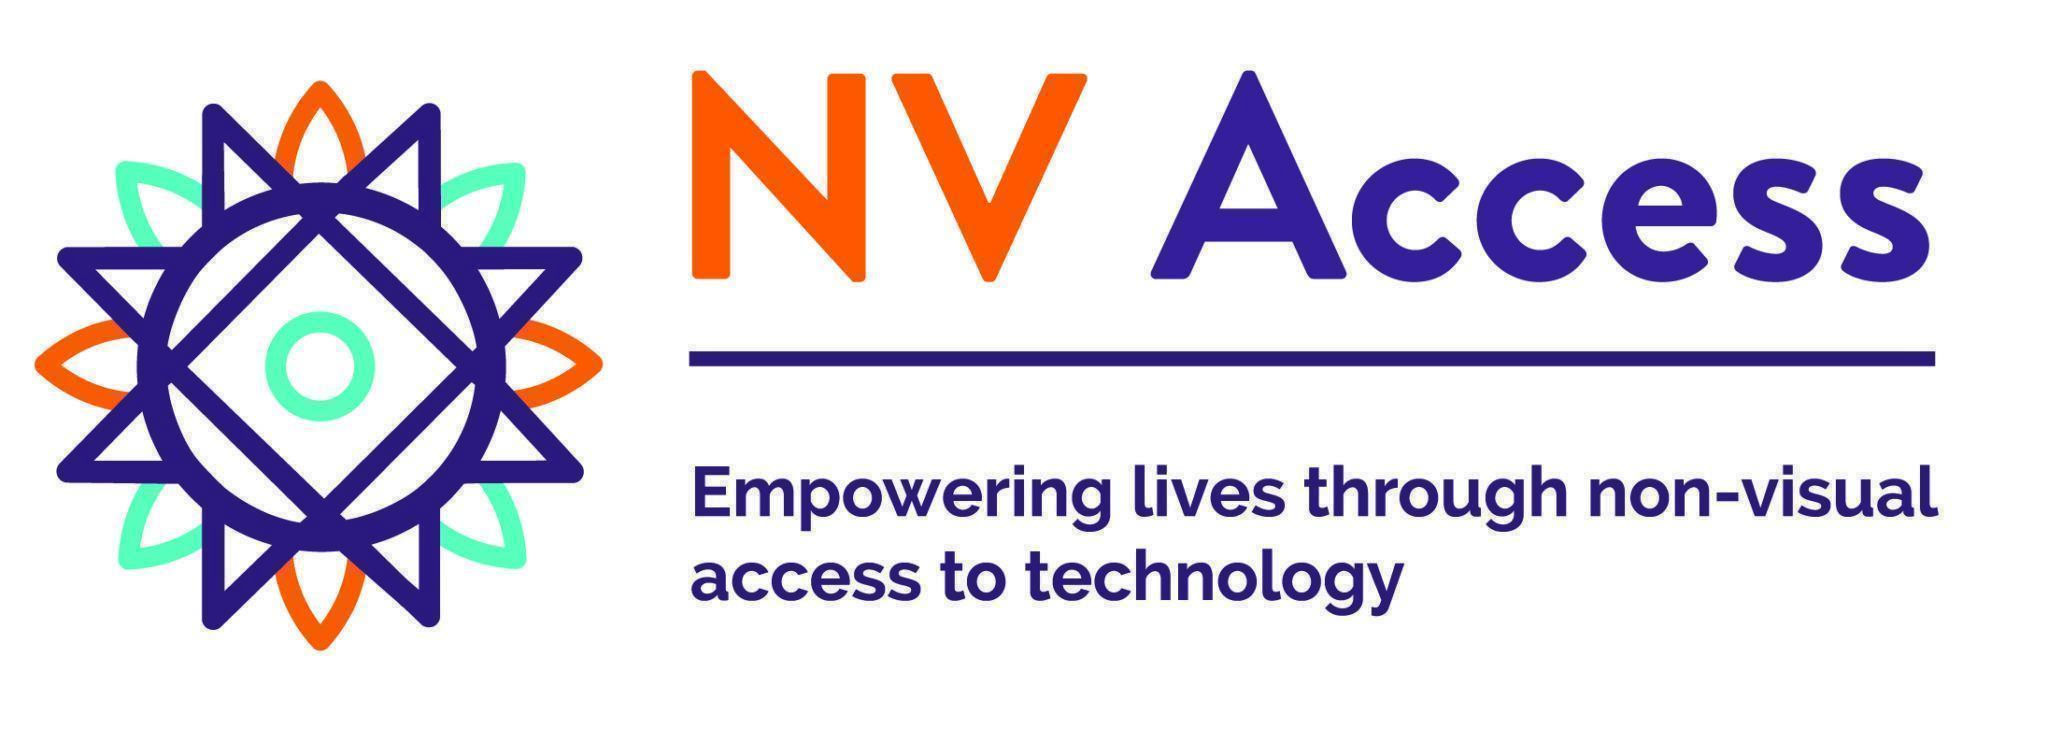 NV Access
Empowering lives through non-visual
access to technology